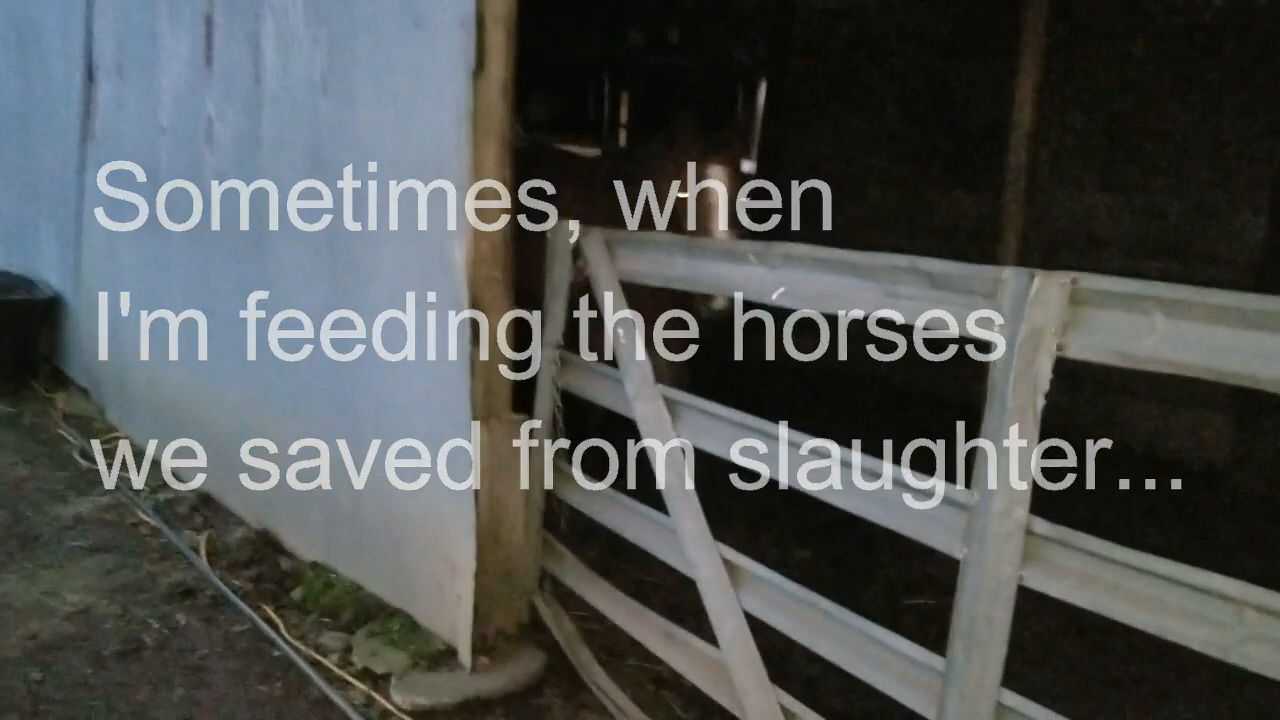 Sometimes, when
I'm feeding the horses
we saved from slaughter...